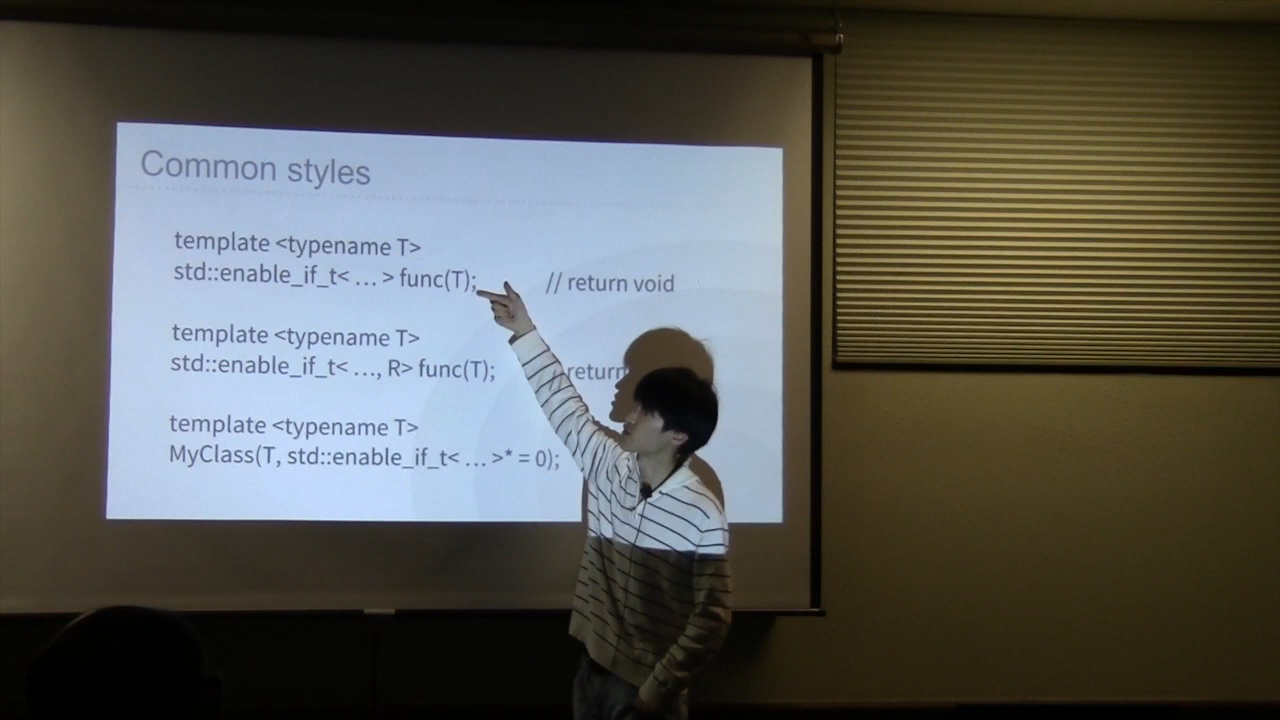 Common styles
template <typename T>
std::enable_if_t< … > func(T); // return void
template <typename T>
std::enable_if_t< …, R> func(T); // return
template <typename T>
MyClass(T, std::enable_if_t< … >* = 0);